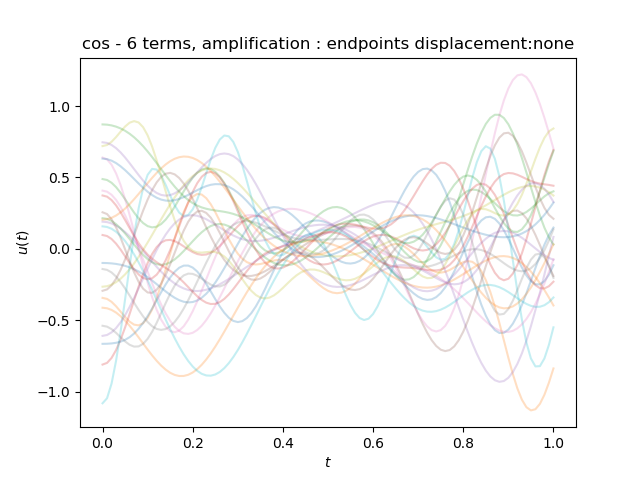 cos - 6 terms, amplification : endpoints displacement:none
1.0
0.5
0.0
−0.5
−1.0
u(t)
0.0 0.2 0.4 0.6 0.8 1.0
t